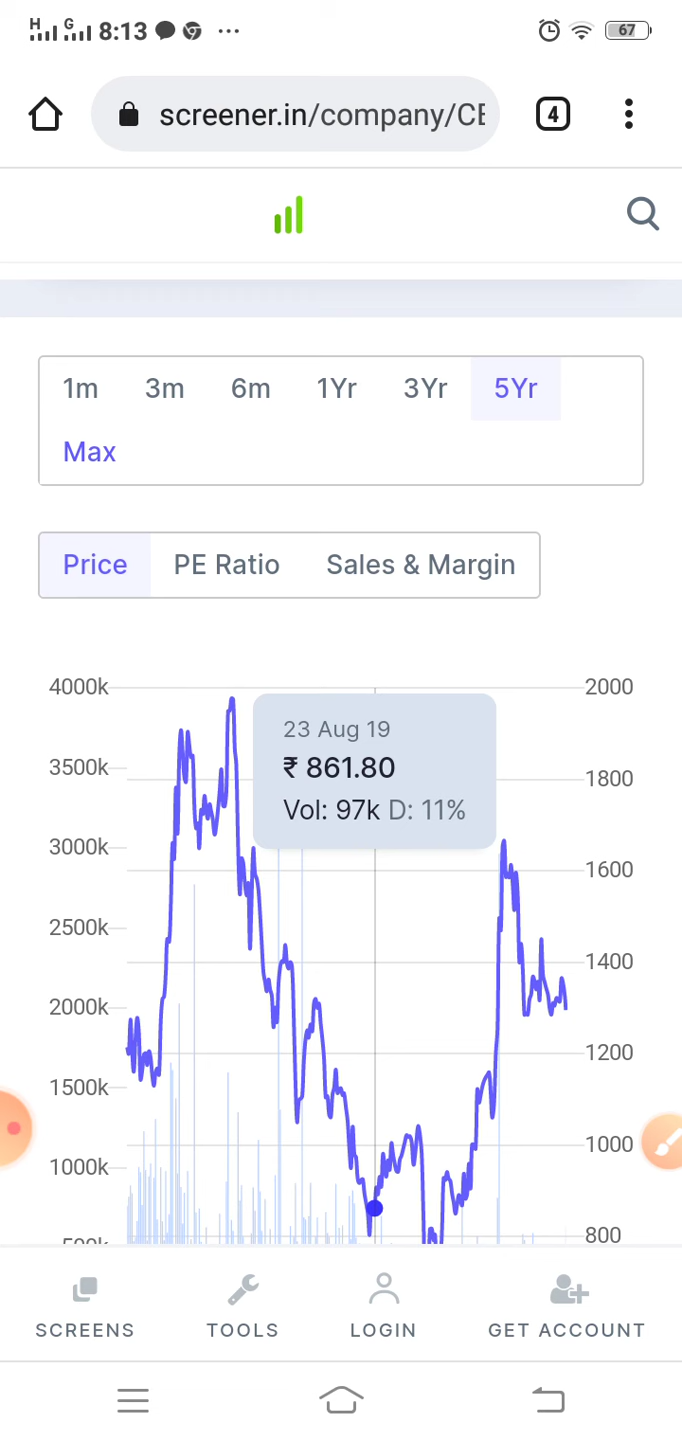 H G 8:13 ... 67
screener.in/company/CE
4
1m 3m 6m 1Yr 3Yr 5Yr
Max
Price PE Ratio Sales & Margin
4000k 2000
23 Aug 19
₹ 861.80
3500k 1800
Vol: 97k D: 11%
3000k 1600
2500k 1400
2000k 1200
1500k 1000
1000k 800
500k
SCREENS TOOLS LOGIN GET ACCOUNT